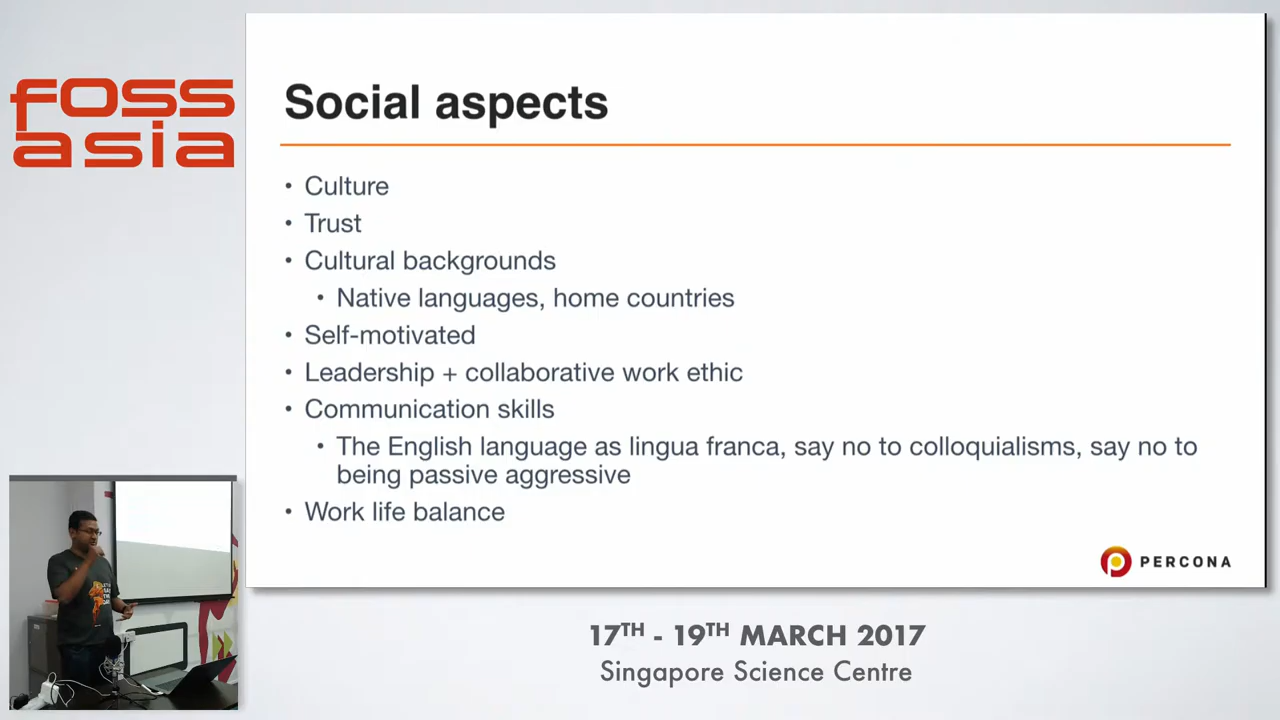 foss
asia
Social aspects
• Culture
• Trust
• Cultural backgrounds
• Native languages, home countries
• Self-motivated
• Leadership + collaborative work ethic
• Communication skills
• The English language as lingua franca, say no to colloquialisms, say no to
being passive aggressive
• Work life balance
PERCONA
17TH - 19TH MARCH 2017
Singapore Science Centre